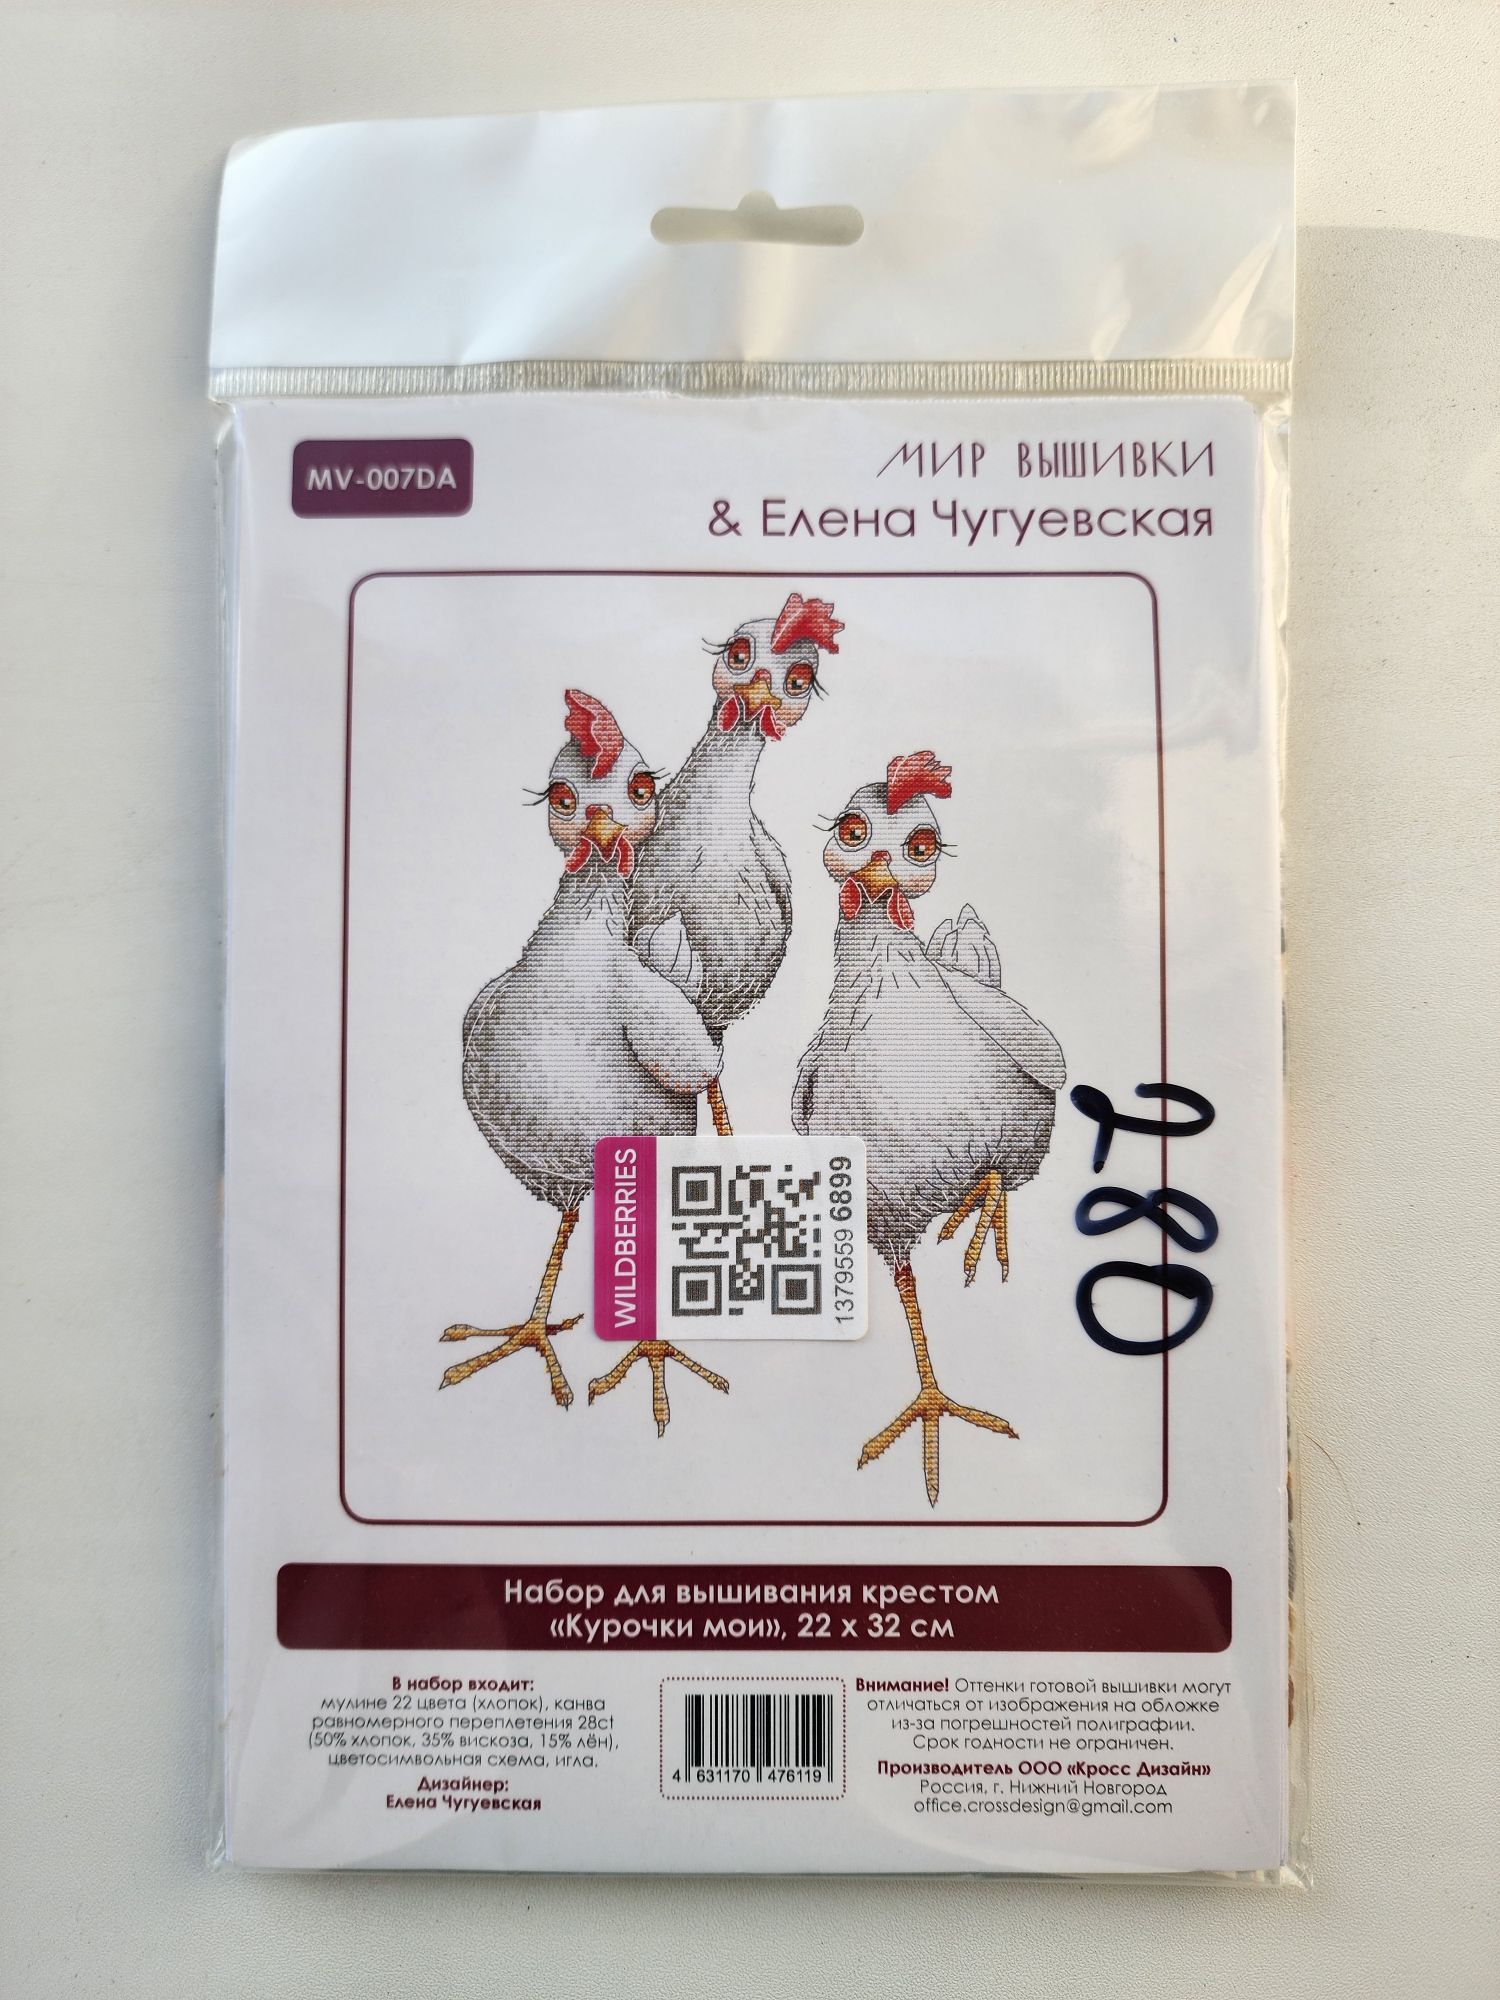 MV-007DA
МИР ВЫШИВКИ
& Елена Чугуевская
WILDBERRIES
1379559 6899
280
Набор для вышивания крестом
«Курочки мои», 22 х 32 см
В набор входит:
мулине 22 цвета (хлопок), канва
равномерного переплетения 28ct
(50% хлопок, 35% вискоза, 15% лён),
цветосимвольная схема, игла.
Дизайнер:
Елена Чугуевская
4 631170 476119
Внимание! Оттенки готовой вышивки могут
отличаться от изображения на обложке
из-за погрешностей полиграфии.
Срок годности не ограничен.
Производитель ООО «Кросс Дизайн»
Россия, г. Нижний Новгород
office.crossdesign@gmail.com